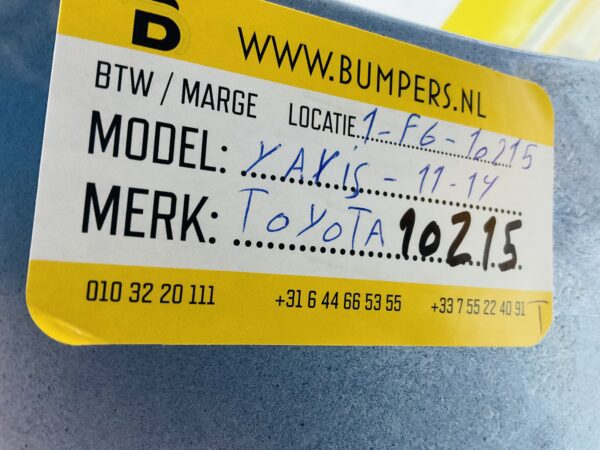 B
WWW.BUMPERS.NL
BTW / MARGE LOCATIE 1-F6-10215
MODEL: YAXis - 11-14
MERK: ToYoTA 10215
010 32 20 111 +31 6 44 66 53 55 +33 7 55 22 40 91 T